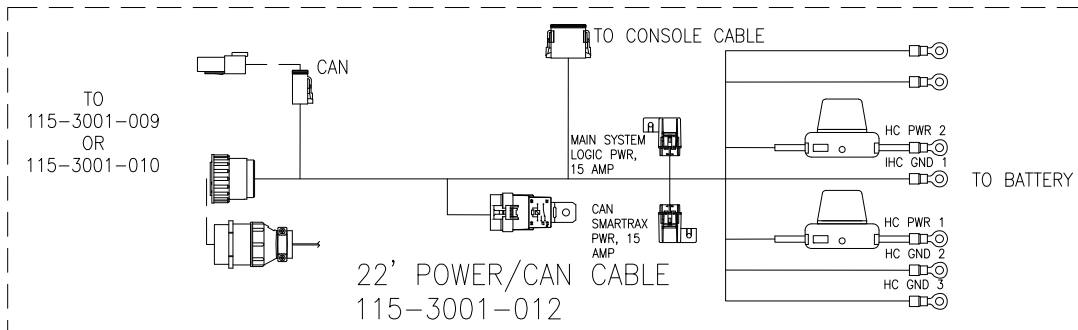 TO CONSOLE CABLE
CAN
TO
115-3001-009
OR
115-3001-010
MAIN SYSTEM
LOGIC PWR,
15 AMP
HC PWR 2
IHC GND 1
TO BATTERY
CAN
SMARTRAX
PWR, 15
AMP
HC PWR 1
HC GND 2
HC GND 3
22' POWER/CAN CABLE
115-3001-012